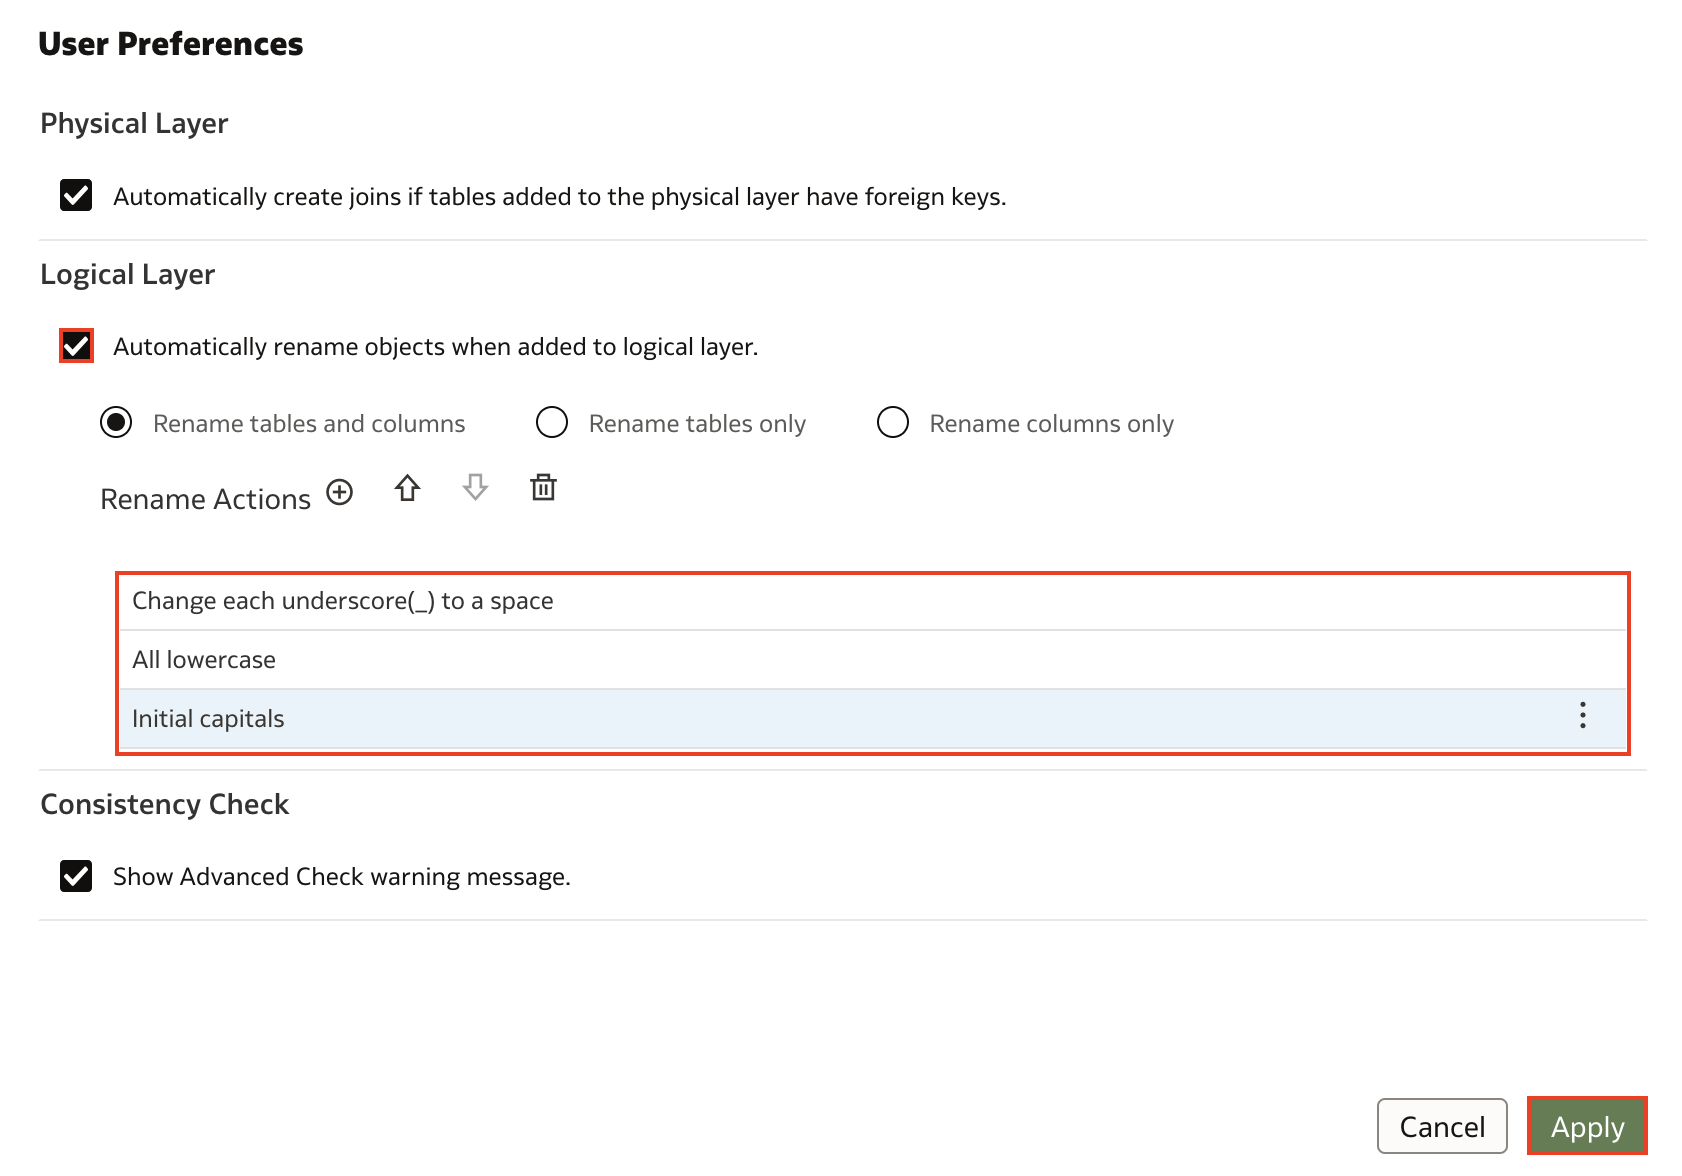 User Preferences
Physical Layer
Automatically create joins if tables added to the physical layer have foreign keys.
Logical Layer
Automatically rename objects when added to logical layer.
Rename tables and columns Rename tables only Rename columns only
Rename Actions
Change each underscore(_) to a space
All lowercase
Initial capitals
Consistency Check
Show Advanced Check warning message.
Cancel Apply